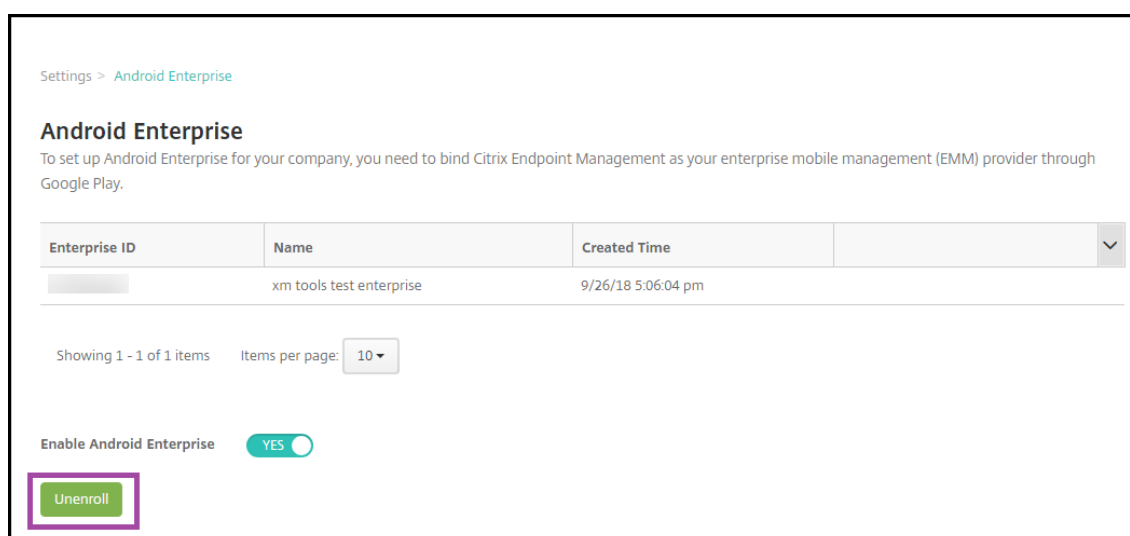 Settings > Android Enterprise
Android Enterprise
To set up Android Enterprise for your company, you need to bind Citrix Endpoint Management as your enterprise mobile management (EMM) provider through
Google Play.
Enterprise ID Name Created Time
xm tools test enterprise 9/26/18 5:06:04 pm
Showing 1 - 1 of 1 items Items per page: 10
Enable Android Enterprise YES
Unenroll